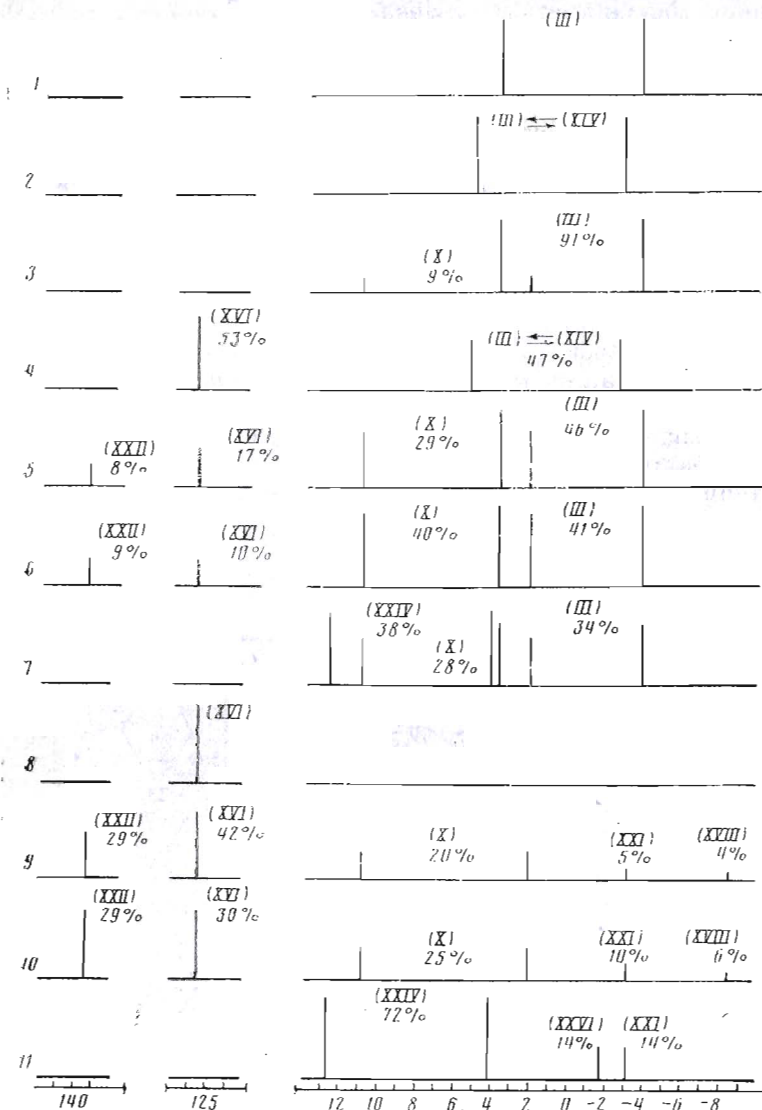 (III)
1
(III) ⇄ (XIV)
2
(III)
91%
(X)
9%
3
(XVI)
53%
(III) ⇄ (XIV)
47%
4
(XXII)
8%
(XVI)
17%
(X)
29%
(III)
46%
5
(XXII)
9%
(XVI)
10%
(X)
40%
(III)
41%
6
(XXIV)
38%
(X)
28%
(III)
34%
7
(XVI)
8
(XXII)
29%
(XVI)
42%
(X)
20%
(XXI)
5%
(XVIII)
4%
9
(XXII)
29%
(XVI)
30%
(X)
25%
(XXI)
10%
(XVIII)
6%
10
(XXIV)
72%
(XXVI)
14%
(XXI)
14%
11
140 125 12 10 8 6 4 2 0 -2 -4 -6 -8